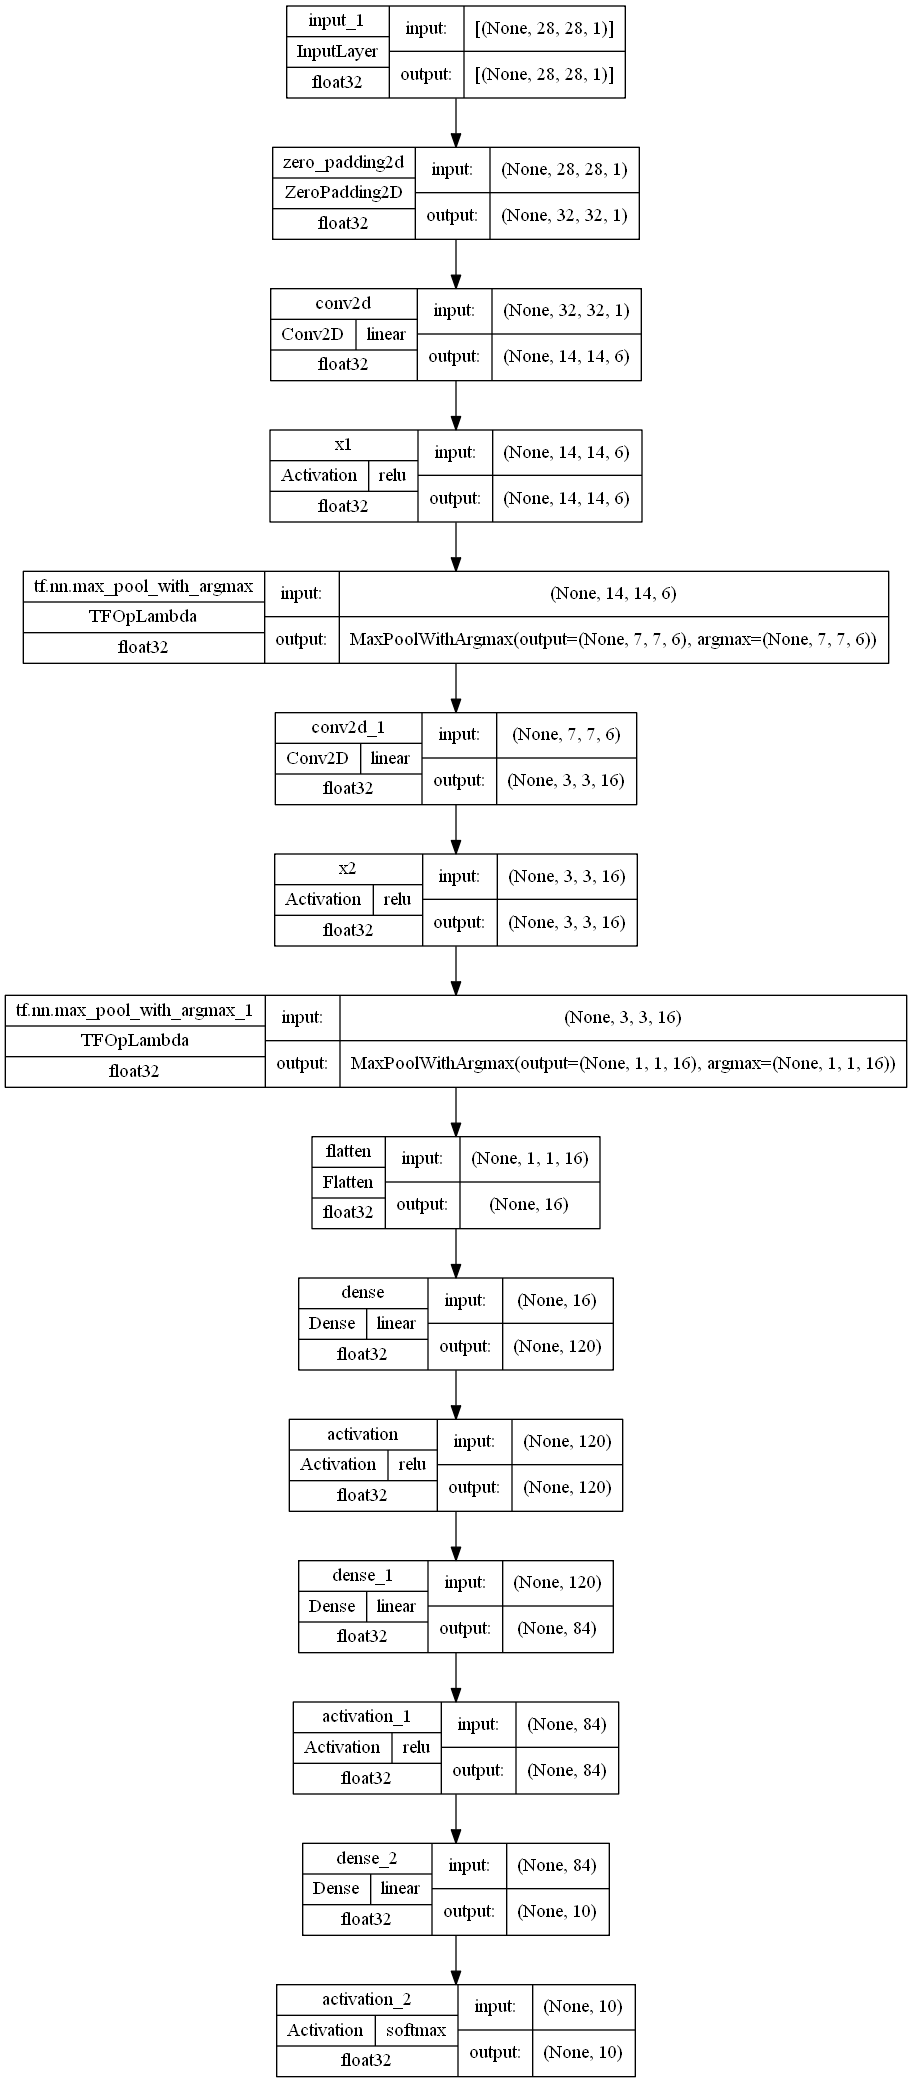 input_1
InputLayer
float32
input:
[(None, 28, 28, 1)]
output:
[(None, 28, 28, 1)]
zero_padding2d
ZeroPadding2D
float32
input:
(None, 28, 28, 1)
output:
(None, 32, 32, 1)
conv2d
Conv2D
linear
float32
input:
(None, 32, 32, 1)
output:
(None, 14, 14, 6)
x1
Activation
relu
float32
input:
(None, 14, 14, 6)
output:
(None, 14, 14, 6)
tf.nn.max_pool_with_argmax
TFOpLambda
float32
input:
(None, 14, 14, 6)
output:
MaxPoolWithArgmax(output=(None, 7, 7, 6), argmax=(None, 7, 7, 6))
conv2d_1
Conv2D
linear
float32
input:
(None, 7, 7, 6)
output:
(None, 3, 3, 16)
x2
Activation
relu
float32
input:
(None, 3, 3, 16)
output:
(None, 3, 3, 16)
tf.nn.max_pool_with_argmax_1
TFOpLambda
float32
input:
(None, 3, 3, 16)
output:
MaxPoolWithArgmax(output=(None, 1, 1, 16), argmax=(None, 1, 1, 16))
flatten
Flatten
float32
input:
(None, 1, 1, 16)
output:
(None, 16)
dense
Dense
linear
float32
input:
(None, 16)
output:
(None, 120)
activation
Activation
relu
float32
input:
(None, 120)
output:
(None, 120)
dense_1
Dense
linear
float32
input:
(None, 120)
output:
(None, 84)
activation_1
Activation
relu
float32
input:
(None, 84)
output:
(None, 84)
dense_2
Dense
linear
float32
input:
(None, 84)
output:
(None, 10)
activation_2
Activation
softmax
float32
input:
(None, 10)
output:
(None, 10)